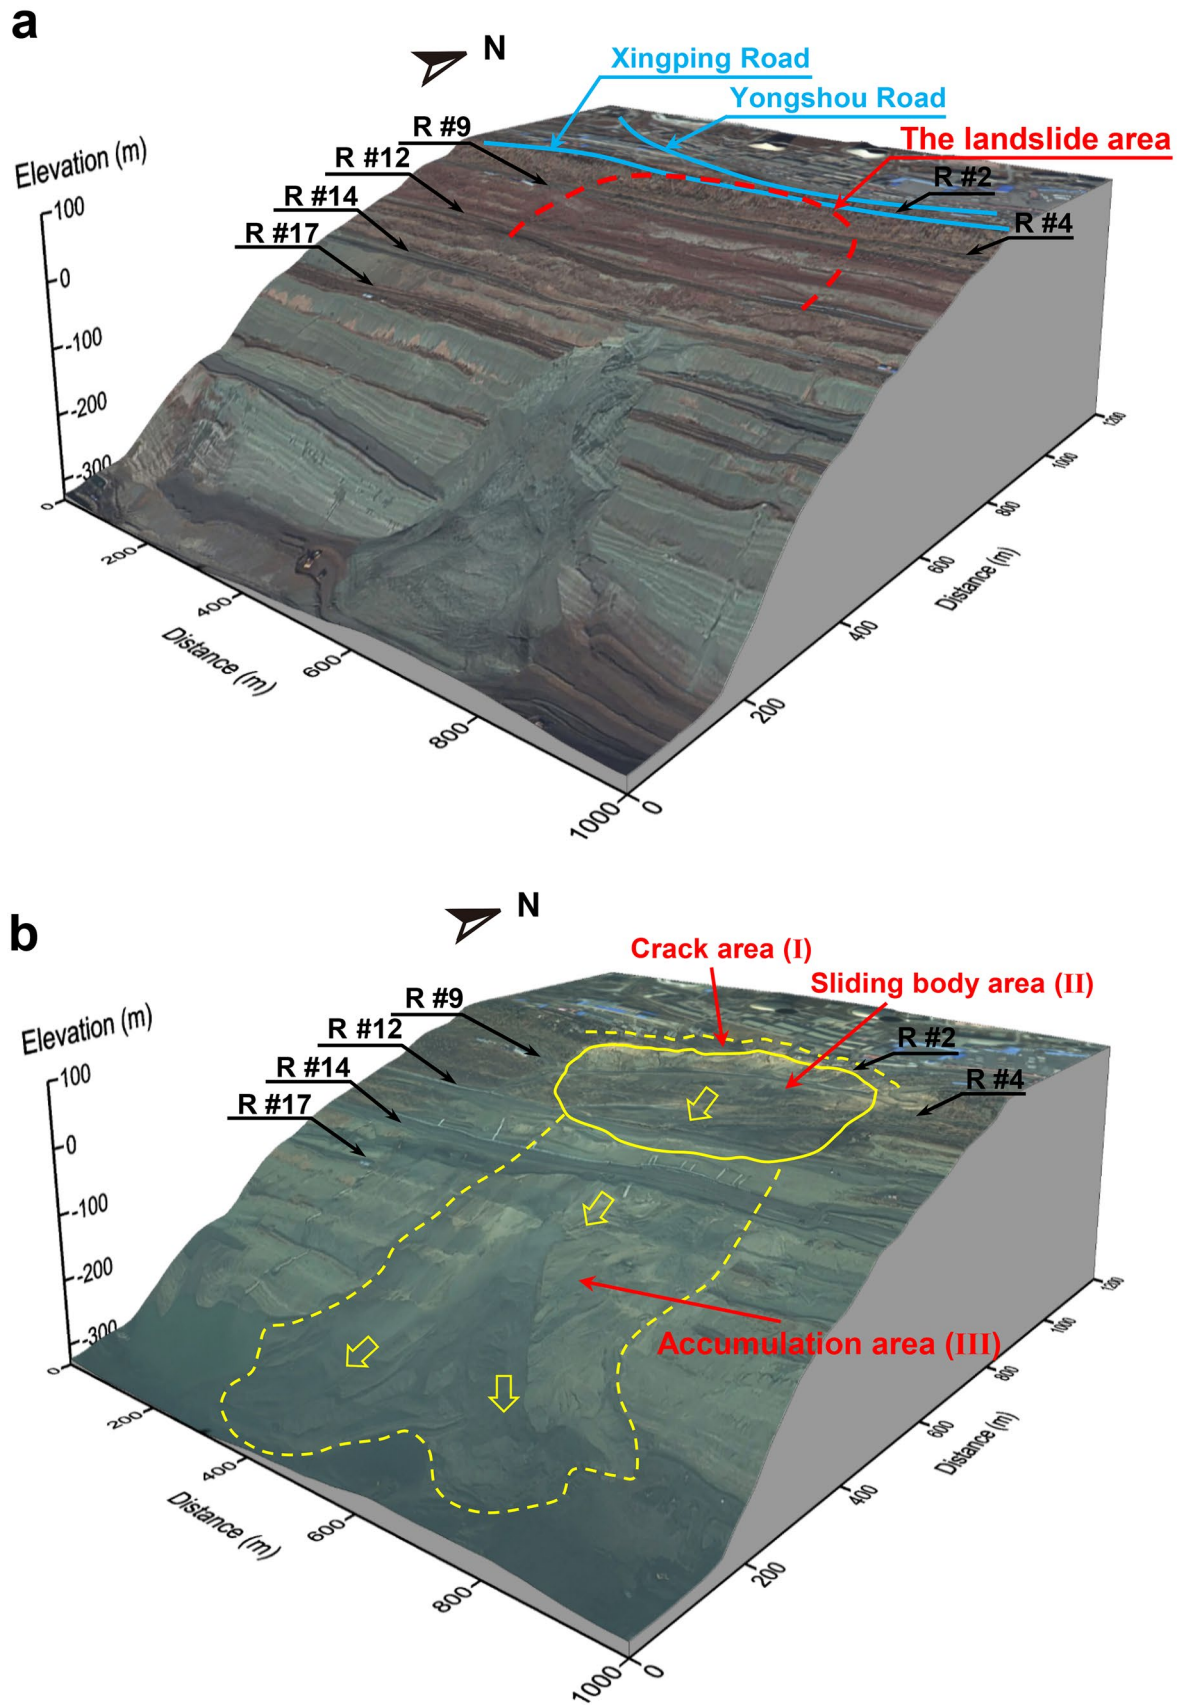 a
N
Xingping Road
Yongshou Road
The landslide area
R #9
R #12
R #14
R #17
R #2
R #4
Elevation (m)
100
0
-100
-200
-300
0
200
400
600
800
1000
Distance (m)
0
200
400
600
800
1000
1200
Distance (m)
b
N
Crack area (I)
Sliding body area (II)
R #9
R #12
R #14
R #17
R #2
R #4
Accumulation area (III)
Elevation (m)
100
0
-100
-200
-300
0
200
400
600
800
1000
Distance (m)
0
200
400
600
800
1000
1200
Distance (m)